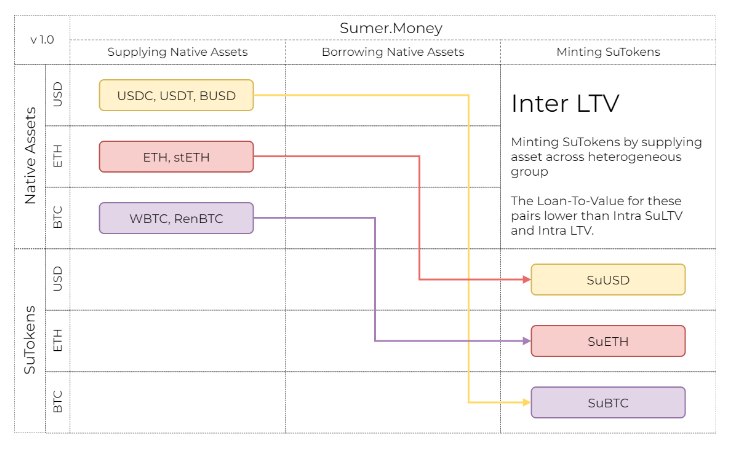 v 1.0
Sumer.Money
Supplying Native Assets
Borrowing Native Assets
Minting SuTokens
Native Assets
USD
USDC, USDT, BUSD
ETH
ETH, stETH
BTC
WBTC, RenBTC
Inter LTV
Minting SuTokens by supplying
asset across heterogeneous
group
The Loan-To-Value for these
pairs lower than Intra SuLTV
and Intra LTV.
SuTokens
USD
SuUSD
ETH
SuETH
BTC
SuBTC